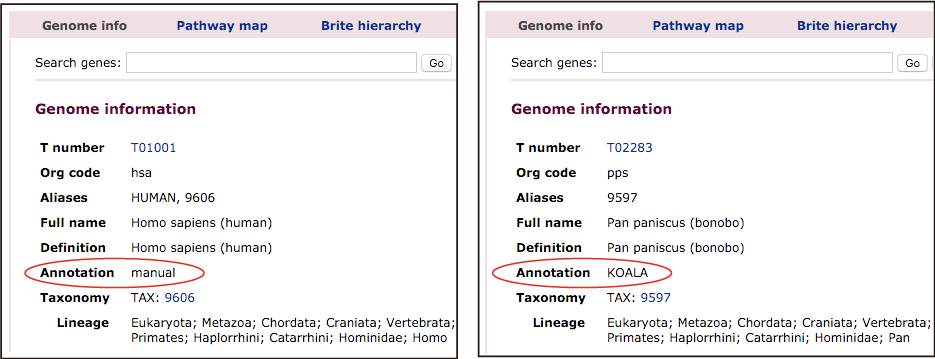 Genome info Pathway map Brite hierarchy
Search genes: Go
Genome information
T number T01001
Org code hsa
Aliases HUMAN, 9606
Full name Homo sapiens (human)
Definition Homo sapiens (human)
Annotation manual
Taxonomy TAX: 9606
Lineage Eukaryota; Metazoa; Chordata; Craniata; Vertebrata;
Primates; Haplorrhini; Catarrhini; Hominidae; Homo
Genome info Pathway map Brite hierarchy
Search genes: Go
Genome information
T number T02283
Org code pps
Aliases 9597
Full name Pan paniscus (bonobo)
Definition Pan paniscus (bonobo)
Annotation KOALA
Taxonomy TAX: 9597
Lineage Eukaryota; Metazoa; Chordata; Craniata; Vertebrata;
Primates; Haplorrhini; Catarrhini; Hominidae; Pan